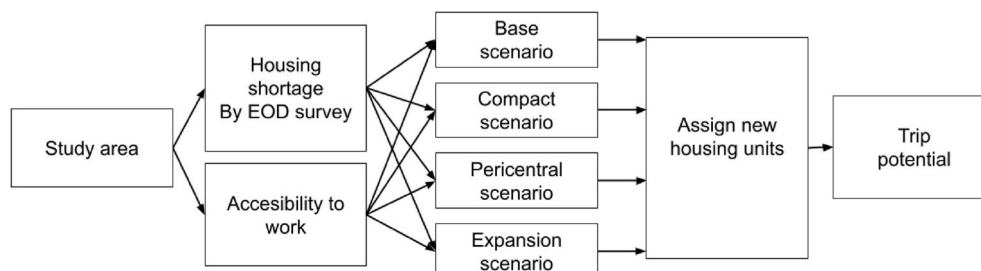 Study area
Housing
shortage
By EOD survey
Accesibility to
work
Base
scenario
Compact
scenario
Pericentral
scenario
Expansion
scenario
Assign new
housing units
Trip
potential